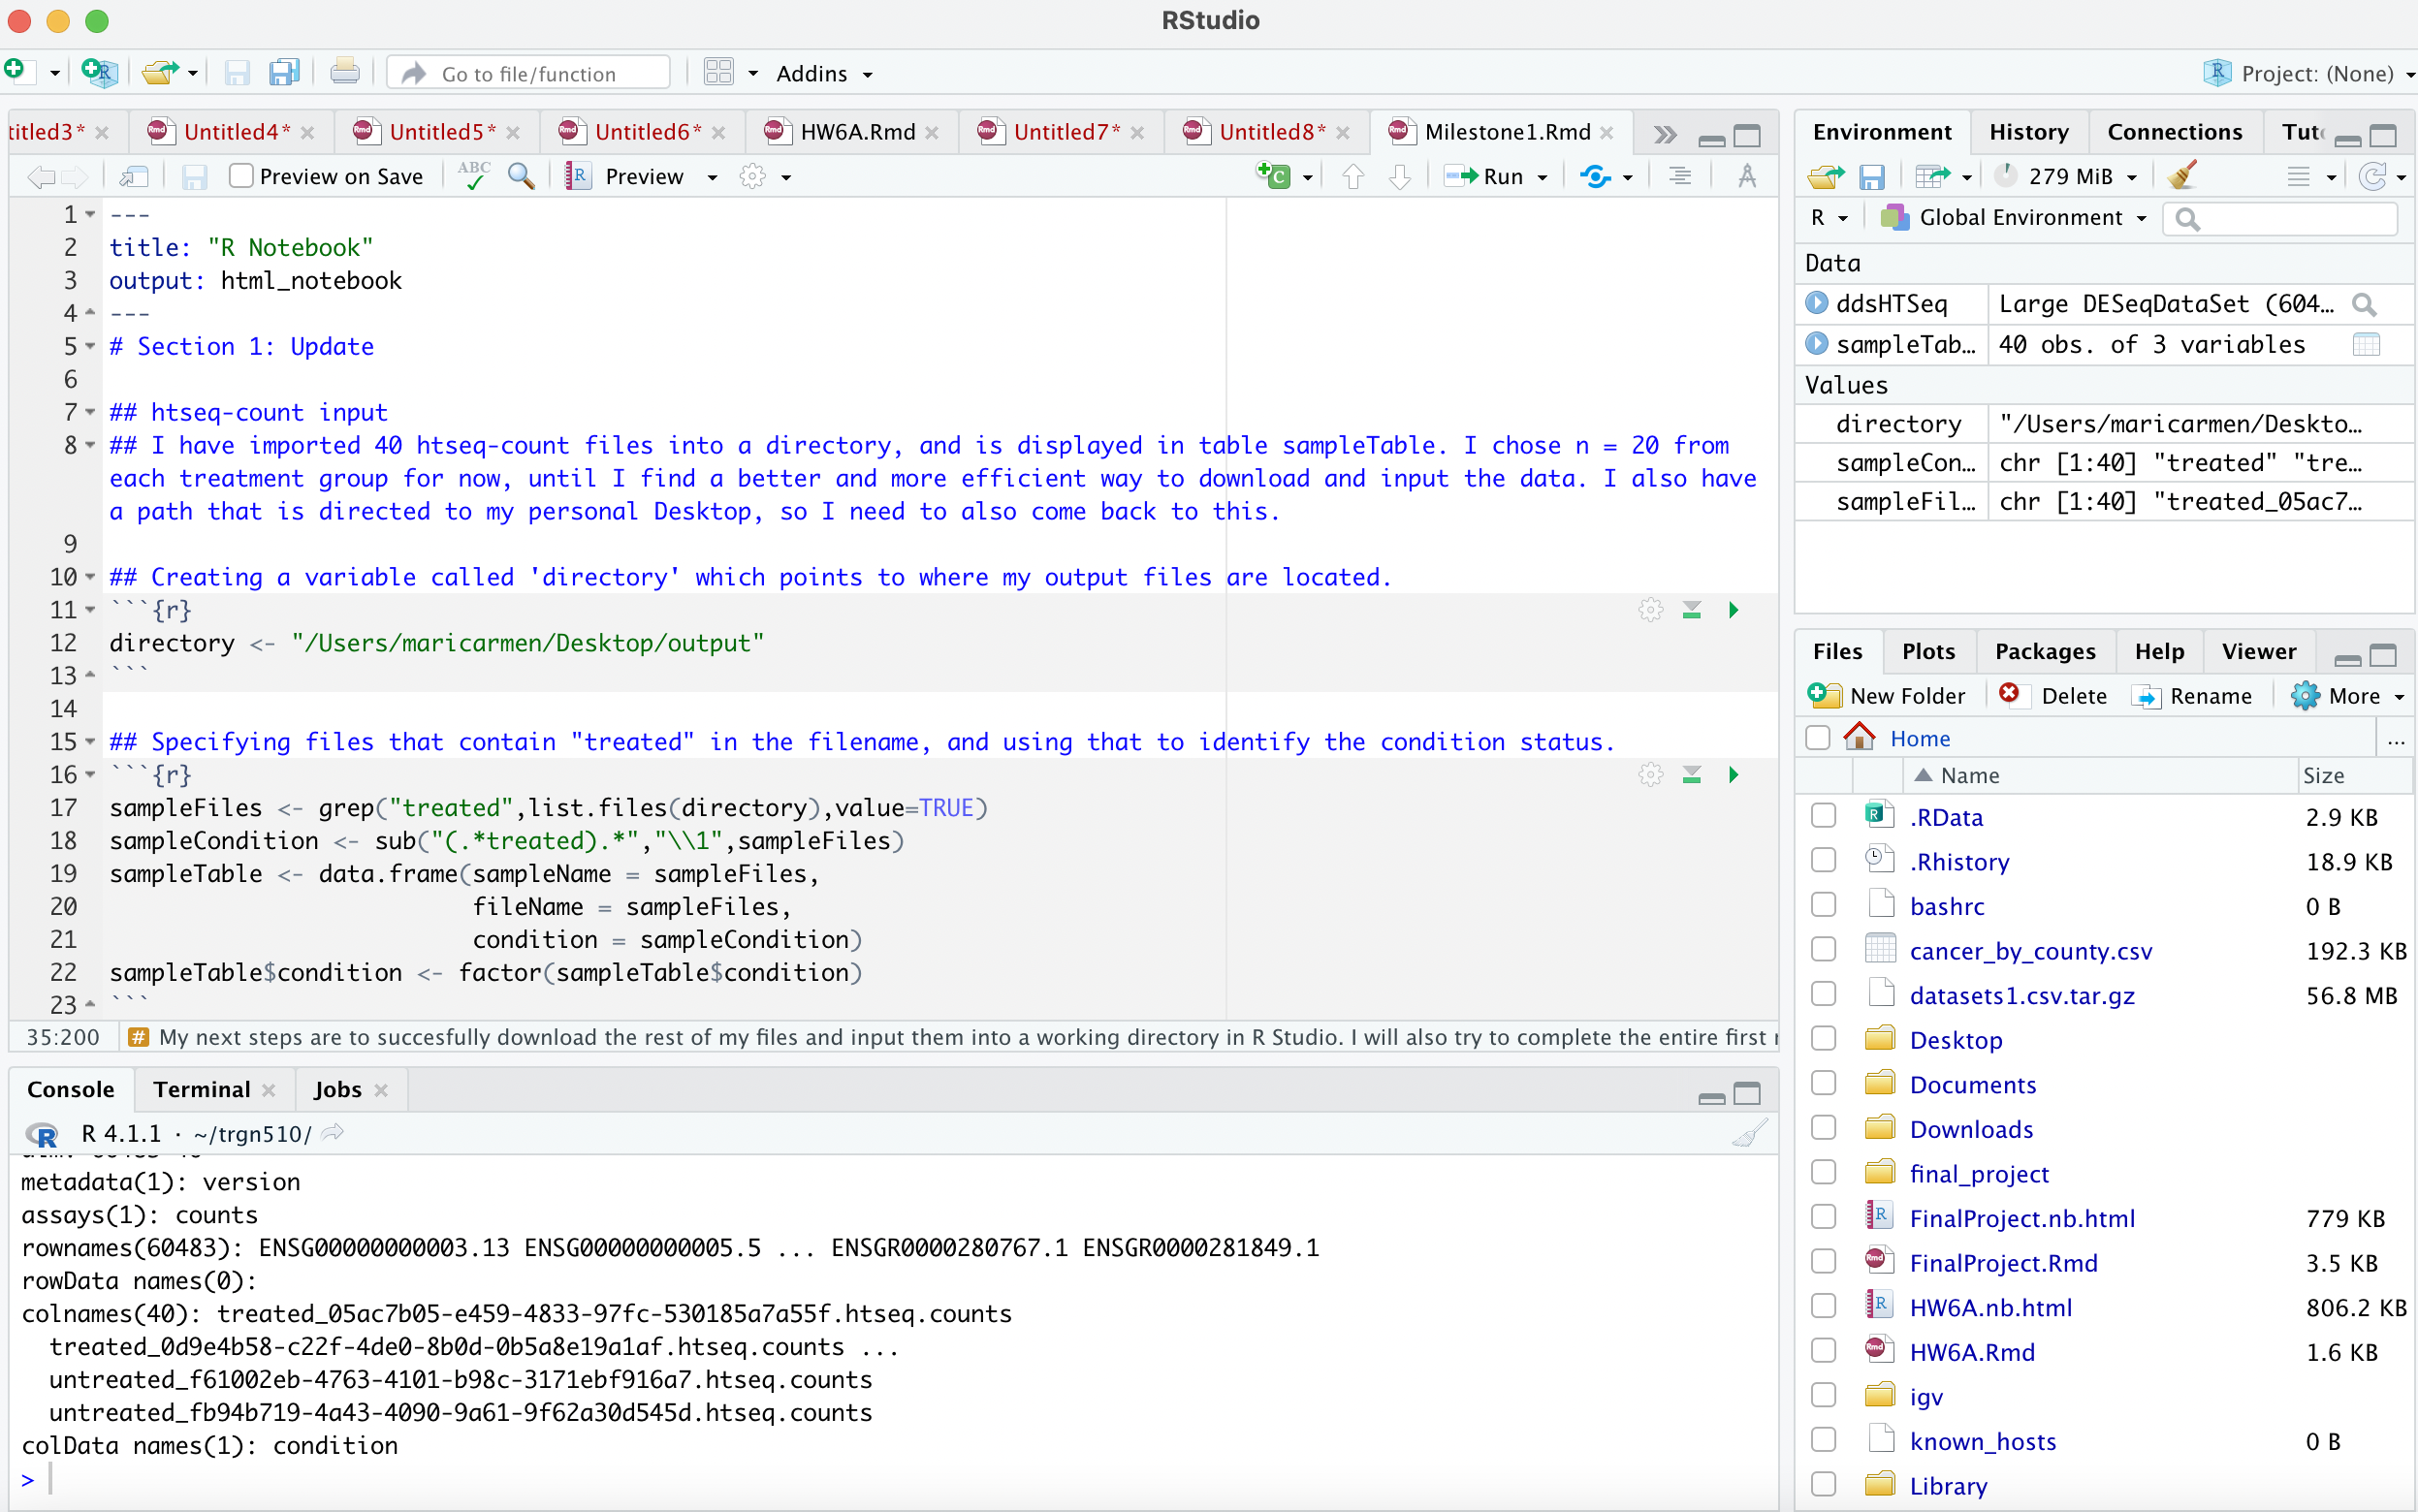 RStudio
Go to file/function
Addins
Project: (None)
titled3*
Untitled4*
Untitled5*
Untitled6*
HW6A.Rmd
Untitled7*
Untitled8*
Milestone1.Rmd
Preview on Save
ABC
Preview
Run
1 ---
2 title: "R Notebook"
3 output: html_notebook
4 ---
5 # Section 1: Update
6
7 ## htseq-count input
8 ## I have imported 40 htseq-count files into a directory, and is displayed in table sampleTable. I chose n = 20 from
each treatment group for now, until I find a better and more efficient way to download and input the data. I also have
a path that is directed to my personal Desktop, so I need to also come back to this.
9
10 ## Creating a variable called 'directory' which points to where my output files are located.
11 ```{r}
12 directory <- "/Users/maricarmen/Desktop/output"
13 ```
14
15 ## Specifying files that contain "treated" in the filename, and using that to identify the condition status.
16 ```{r}
17 sampleFiles <- grep("treated",list.files(directory),value=TRUE)
18 sampleCondition <- sub("(.*treated).*","\\1",sampleFiles)
19 sampleTable <- data.frame(sampleName = sampleFiles,
20 fileName = sampleFiles,
21 condition = sampleCondition)
22 sampleTable$condition <- factor(sampleTable$condition)
23 ```
35:200 # My next steps are to succesfully download the rest of my files and input them into a working directory in R Studio. I will also try to complete the entire first
Console
Terminal
Jobs
R 4.1.1 · ~/trgn510/
metadata(1): version
assays(1): counts
rownames(60483): ENSG00000000003.13 ENSG00000000005.5 ... ENSGR0000280767.1 ENSGR0000281849.1
rowData names(0):
colnames(40): treated_05ac7b05-e459-4833-97fc-530185a7a55f.htseq.counts
treated_0d9e4b58-c22f-4de0-8b0d-0b5a8e19a1af.htseq.counts ...
untreated_f61002eb-4763-4101-b98c-3171ebf916a7.htseq.counts
untreated_fb94b719-4a43-4090-9a61-9f62a30d545d.htseq.counts
colData names(1): condition
>
Environment
History
Connections
Tut
279 MiB
R
Global Environment
Data
ddsHTSeq Large DESeqDataSet (604...
sampleTab... 40 obs. of 3 variables
Values
directory "/Users/maricarmen/Deskto...
sampleCon... chr [1:40] "treated" "tre...
sampleFil... chr [1:40] "treated_05ac7...
Files
Plots
Packages
Help
Viewer
New Folder
Delete
Rename
More
Home
...
Name Size
.RData 2.9 KB
.Rhistory 18.9 KB
bashrc 0 B
cancer_by_county.csv 192.3 KB
datasets1.csv.tar.gz 56.8 MB
Desktop
Documents
Downloads
final_project
FinalProject.nb.html 779 KB
FinalProject.Rmd 3.5 KB
HW6A.nb.html 806.2 KB
HW6A.Rmd 1.6 KB
igv
known_hosts 0 B
Library